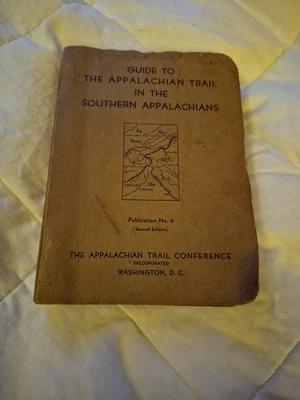 GUIDE TO
THE APPALACHIAN TRAIL
IN THE
SOUTHERN APPALACHIANS
Publication No. 8
(Second Edition)
THE APPALACHIAN TRAIL CONFERENCE
INCORPORATED
WASHINGTON, D. C.